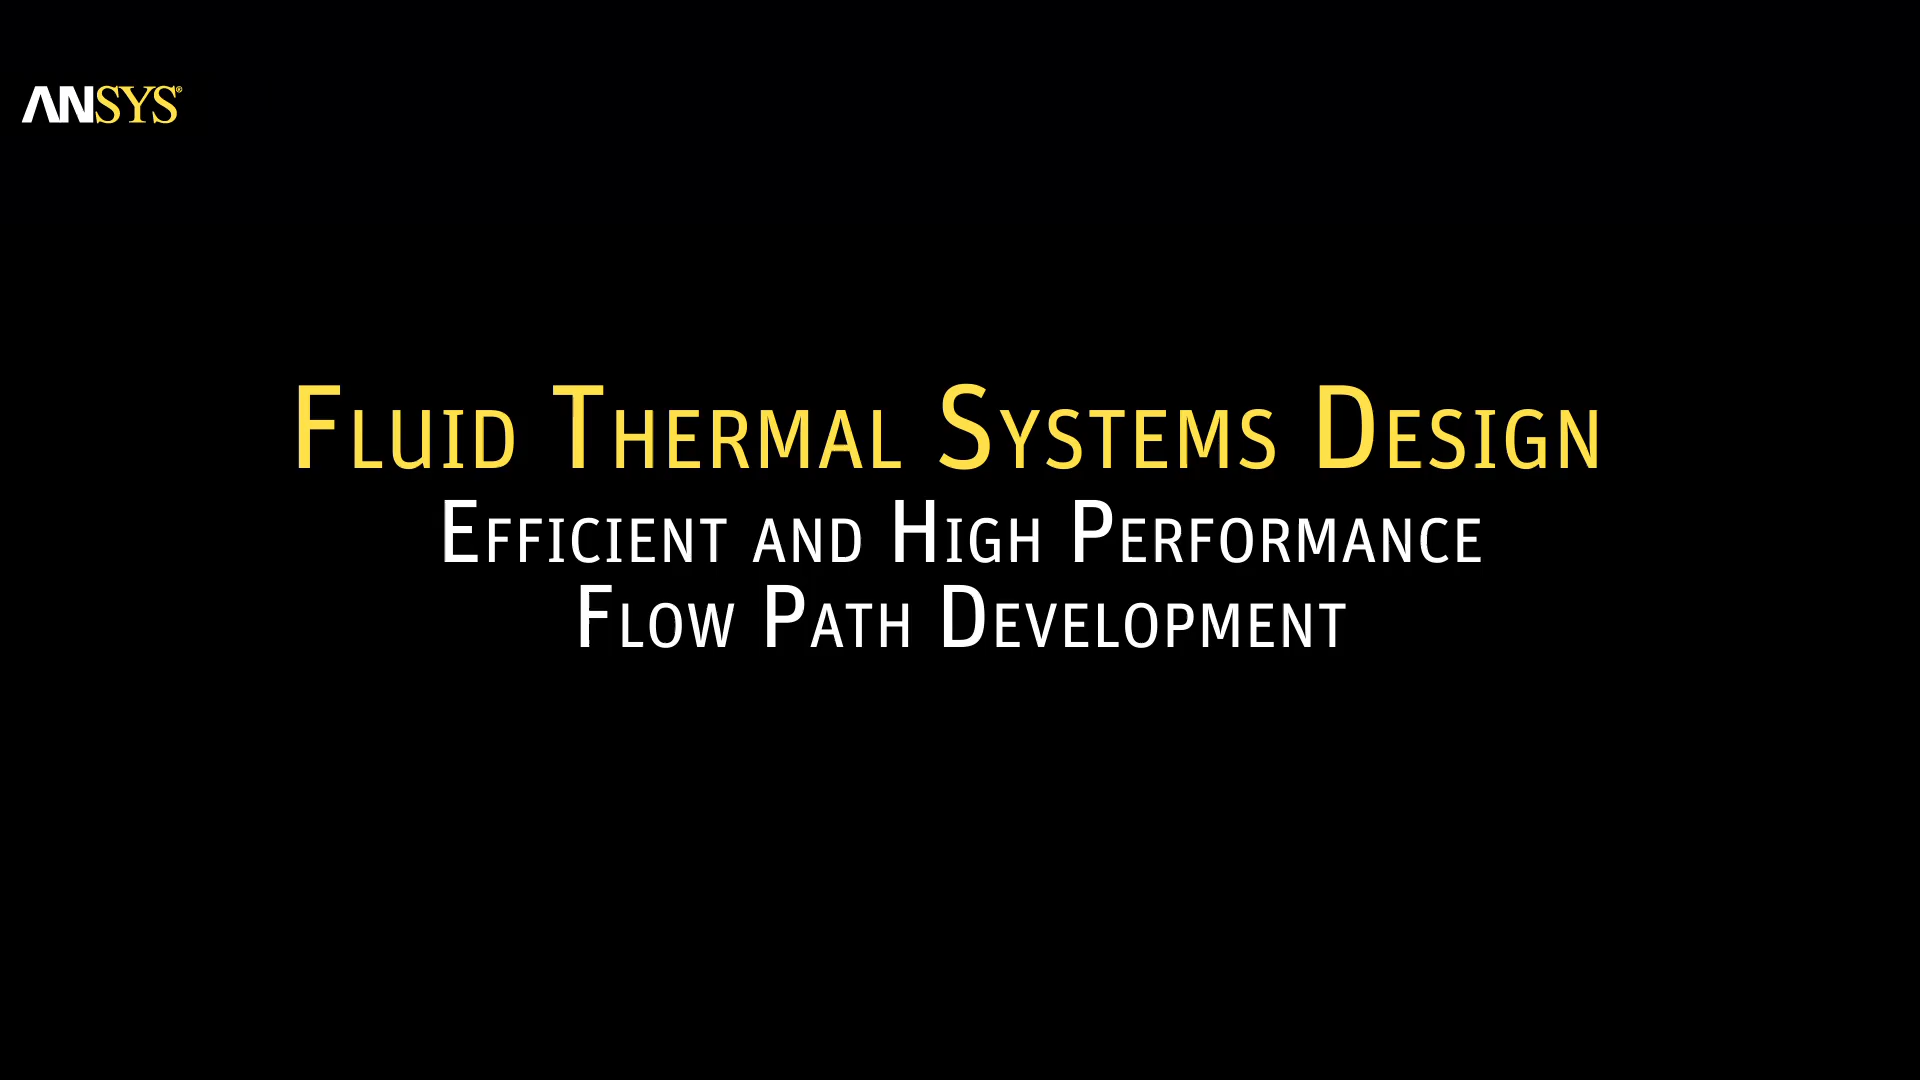 ANSYS®
Fluid Thermal Systems Design
Efficient and High Performance
Flow Path Development